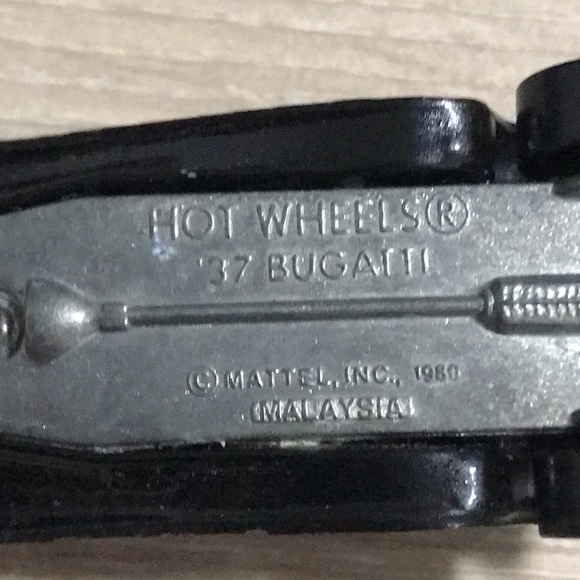 HOT WHEELS®
'37 BUGATTI
© MATTEL, INC., 1980
MALAYSIA